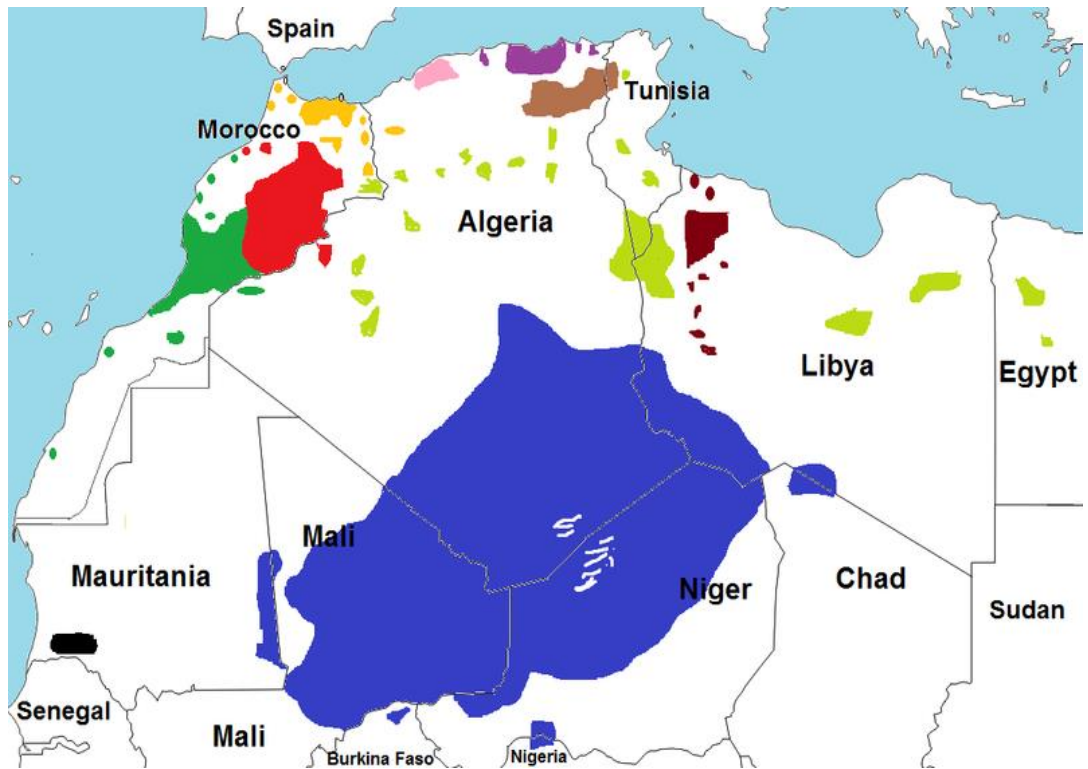 Spain
Tunisia
Morocco
Algeria
Libya
Egypt
Mali
Mauritania
Niger
Chad
Sudan
Senegal
Mali
Burkina Faso
Nigeria